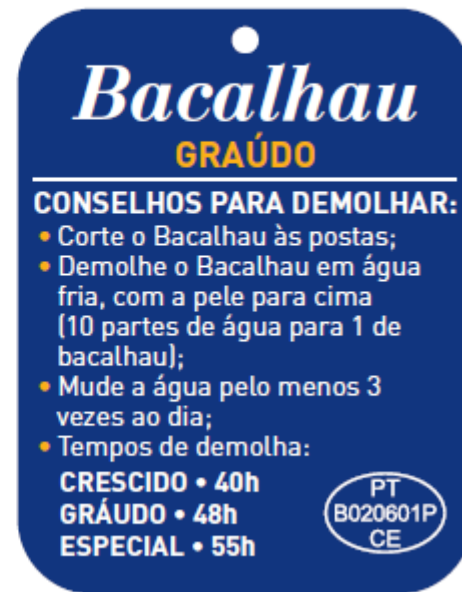 Bacalhau
GRAÚDO
CONSELHOS PARA DEMOLHAR:
• Corte o Bacalhau às postas;
• Demolhe o Bacalhau em água
fria, com a pele para cima
(10 partes de água para 1 de
bacalhau);
• Mude a água pelo menos 3
vezes ao dia;
• Tempos de demolha:
CRESCIDO • 40h
GRÁUDO • 48h
ESPECIAL • 55h
PT
B020601P
CE